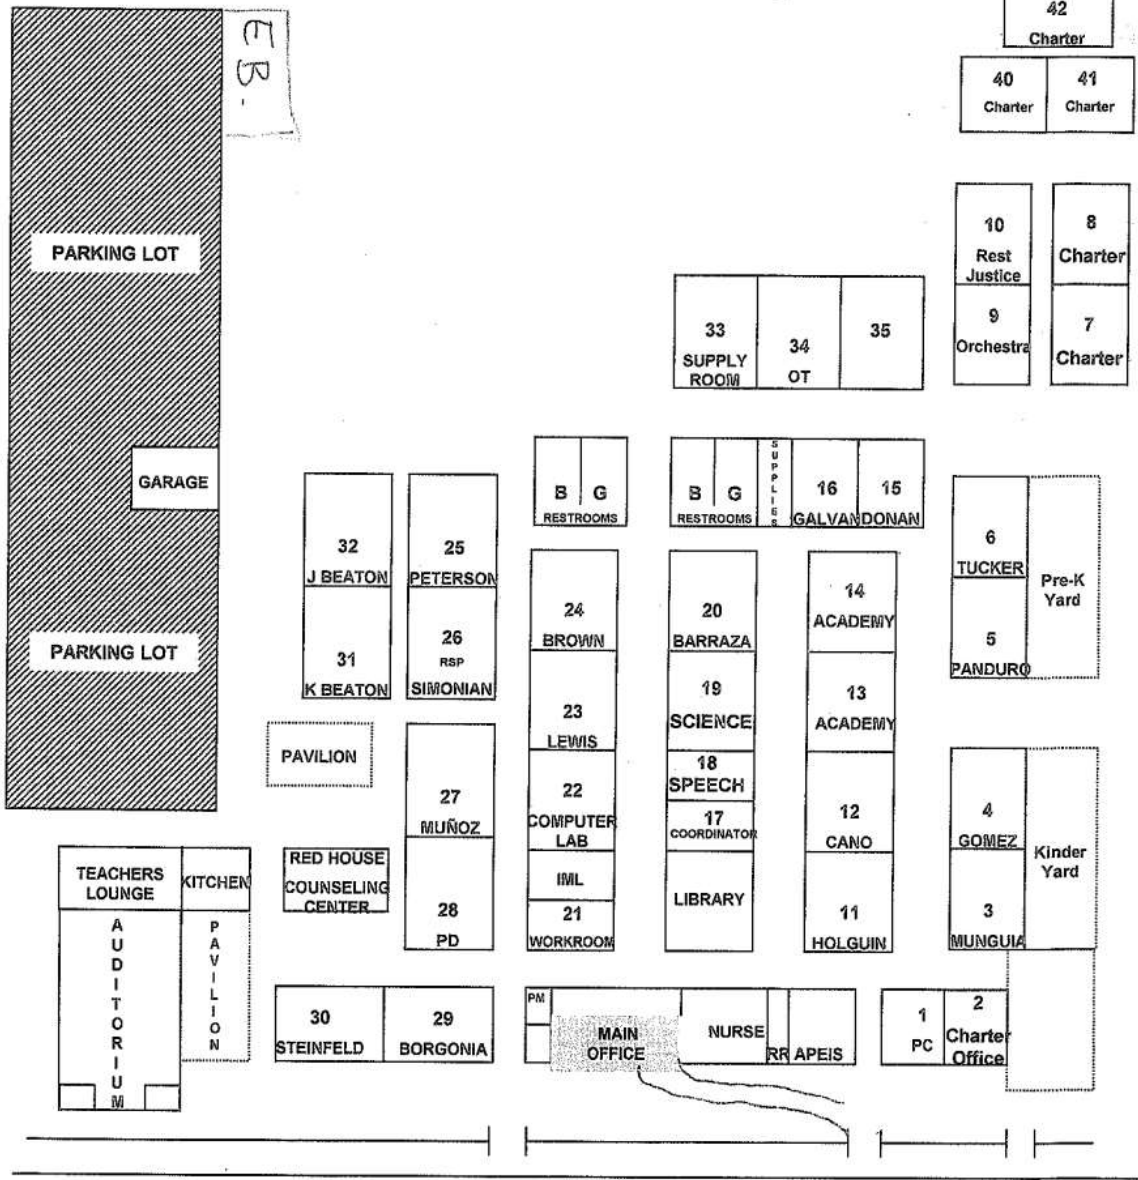 E.B.
42
Charter
40
Charter
41
Charter
PARKING LOT
10
Rest
Justice
8
Charter
33
SUPPLY
ROOM
34
OT
35
9
Orchestra
7
Charter
GARAGE
B G
RESTROOMS
B G
RESTROOMS
SUPPLIES
16
GALVAN
15
DONAN
32
J BEATON
25
PETERSON
6
TUCKER
Pre-K
Yard
24
BROWN
20
BARRAZA
14
ACADEMY
PARKING LOT
31
K BEATON
26
RSP
SIMONIAN
5
PANDURO
23
LEWIS
19
SCIENCE
13
ACADEMY
PAVILION
27
MUÑOZ
22
COMPUTER
LAB
18
SPEECH
17
COORDINATOR
12
CANO
4
GOMEZ
Kinder
Yard
TEACHERS
LOUNGE
KITCHEN
RED HOUSE
COUNSELING
CENTER
28
PD
IML
21
WORKROOM
LIBRARY
11
HOLGUIN
3
MUNGUIA
AUDITORIUM
PAVILION
30
STEINFELD
29
BORGONIA
PM
MAIN
OFFICE
NURSE
RR
APEIS
1
PC
2
Charter
Office